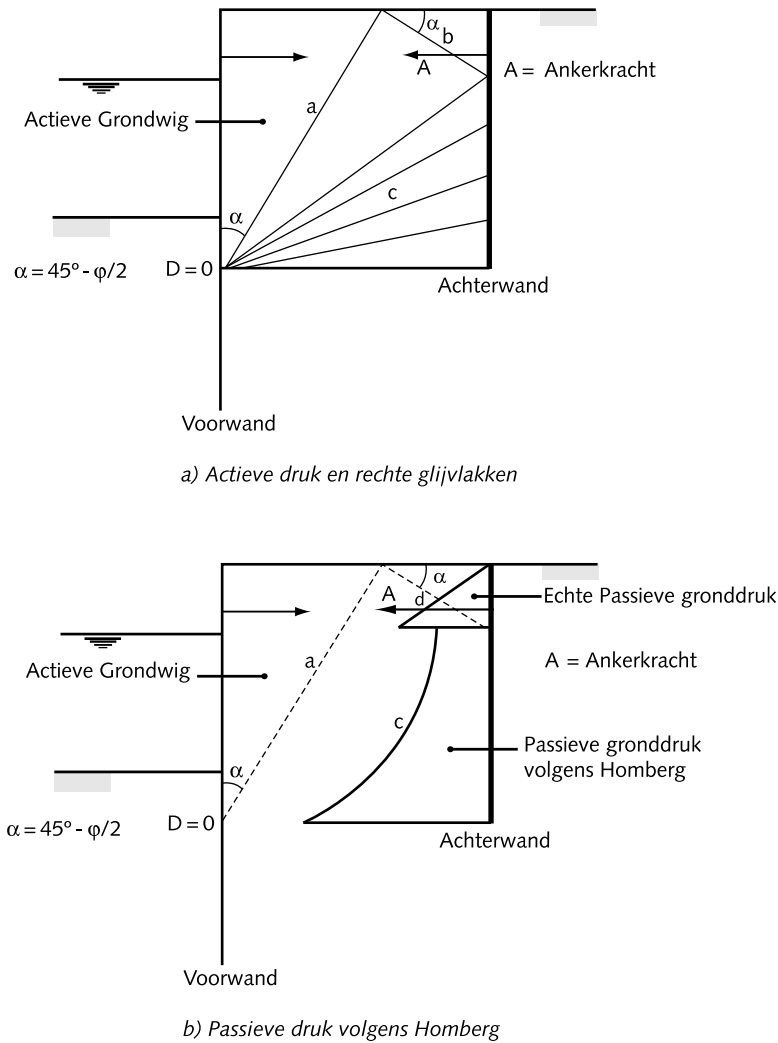 α
b
A
A = Ankerkracht
Actieve Grondwig
a
c
α
α = 45° - φ/2
D = 0
Achterwand
Voorwand
a) Actieve druk en rechte glijvlakken
α
A
d
Echte Passieve gronddruk
a
A = Ankerkracht
Actieve Grondwig
c
Passieve gronddruk
volgens Homberg
α
α = 45° - φ/2
D = 0
Achterwand
Voorwand
b) Passieve druk volgens Homberg